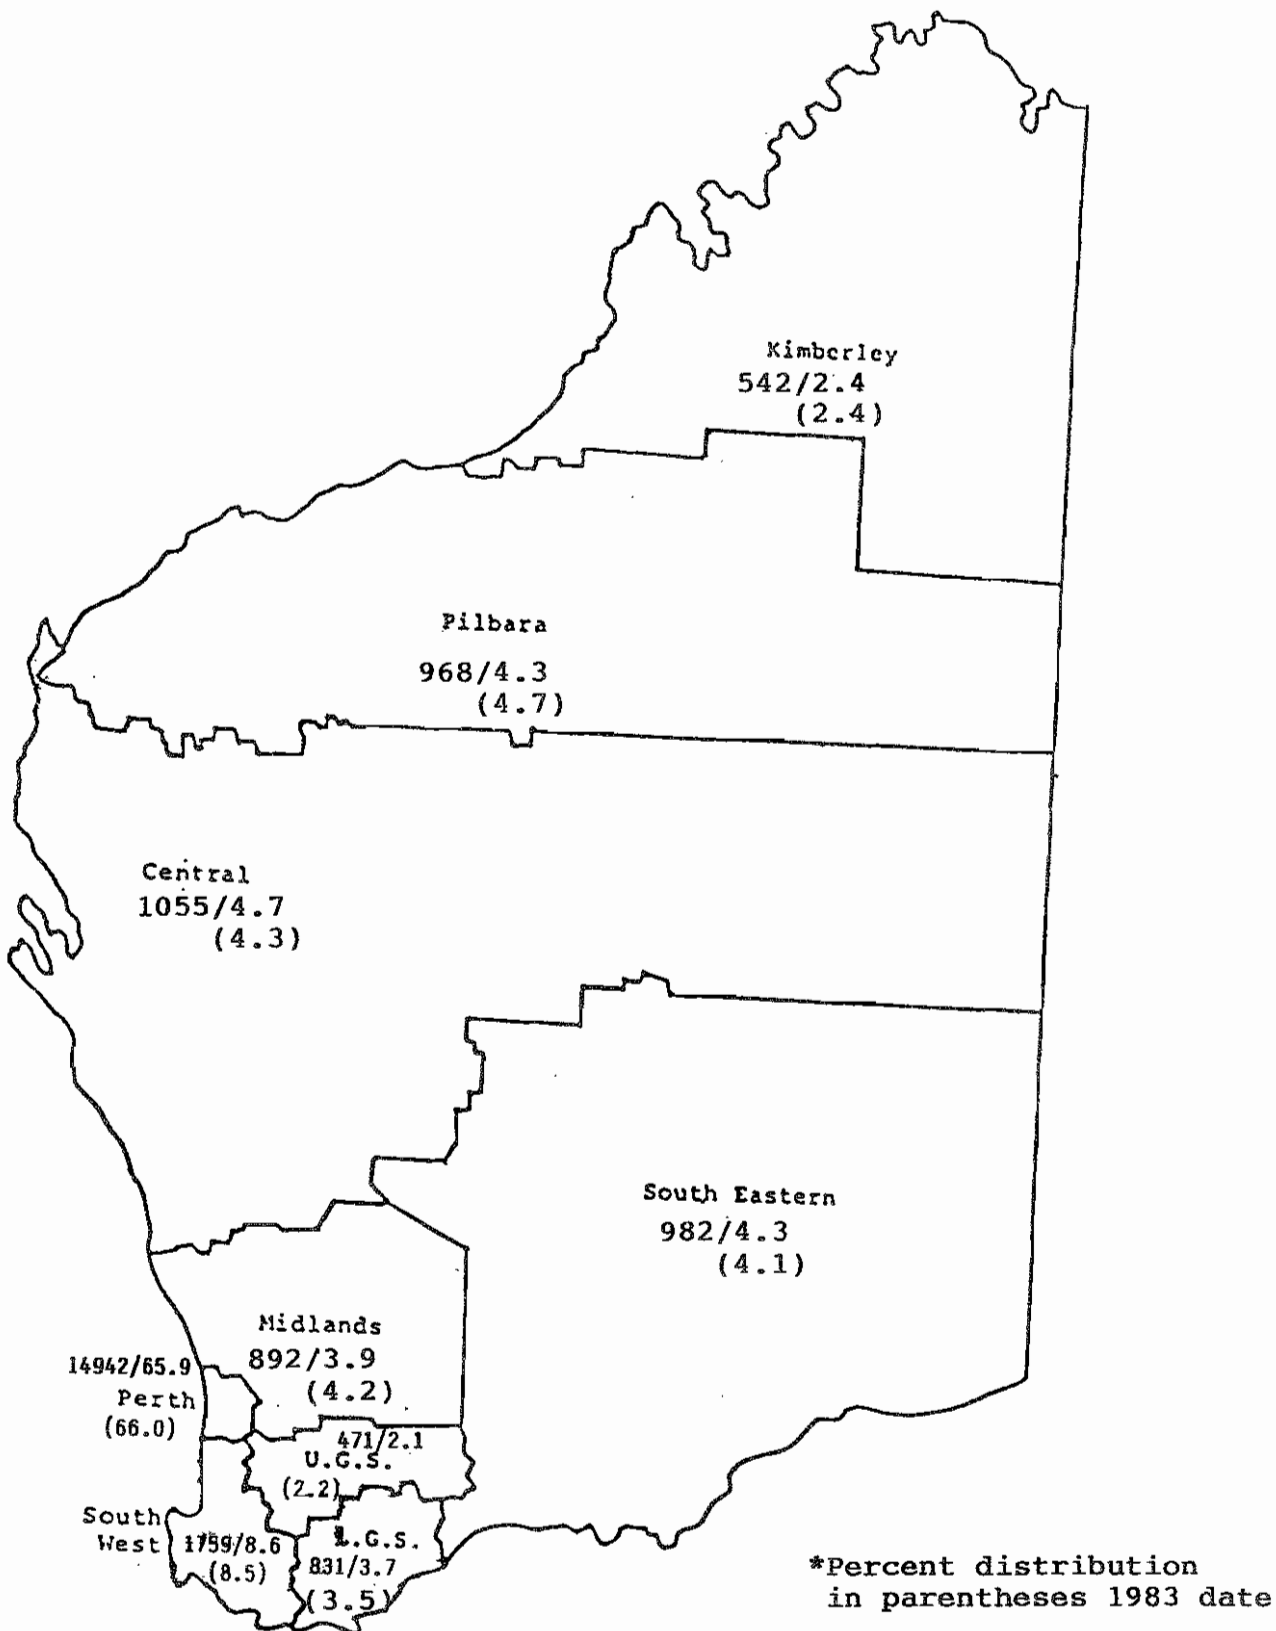 Kimberley
542/2.4
(2.4)
Pilbara
968/4.3
(4.7)
Central
1055/4.7
(4.3)
South Eastern
982/4.3
(4.1)
Midlands
892/3.9
(4.2)
14942/65.9
Perth
(66.0)
471/2.1
U.G.S.
(2.2)
South
West
1759/8.6
(8.5)
L.G.S.
831/3.7
(3.5)
*Percent distribution
in parentheses 1983 date